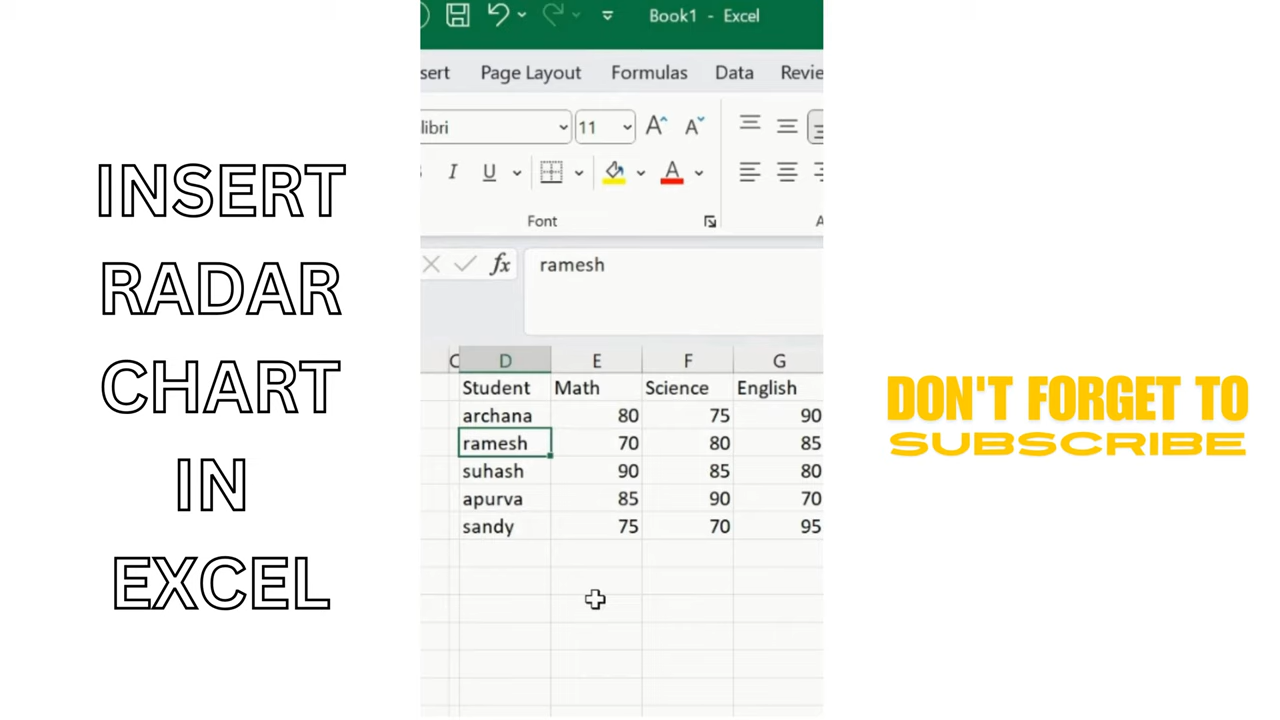 INSERT
RADAR
CHART
IN
EXCEL
Book1 - Excel
sert Page Layout Formulas Data Revie
libri 11 A A
I U A
Font A
fx ramesh
C D E F G
Student Math Science English
archana 80 75 90
ramesh 70 80 85
suhash 90 85 80
apurva 85 90 70
sandy 75 70 95
DON'T FORGET TO
SUBSCRIBE